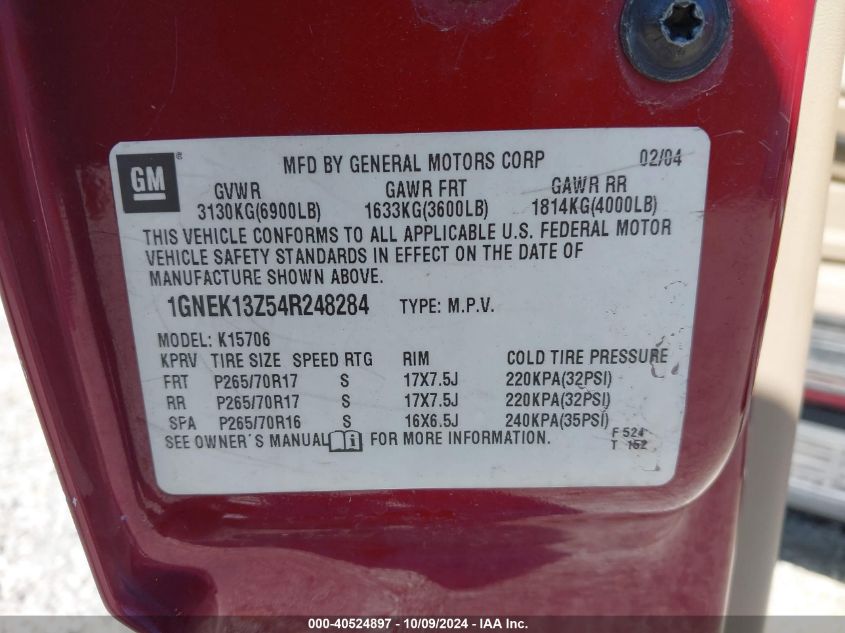 GM ® MFD BY GENERAL MOTORS CORP 02/04
GVWR GAWR FRT GAWR RR
3130KG(6900LB) 1633KG(3600LB) 1814KG(4000LB)
THIS VEHICLE CONFORMS TO ALL APPLICABLE U.S. FEDERAL MOTOR
VEHICLE SAFETY STANDARDS IN EFFECT ON THE DATE OF
MANUFACTURE SHOWN ABOVE.
1GNEK13Z54R248284 TYPE: M.P.V.
MODEL: K15706
KPRV TIRE SIZE SPEED RTG RIM COLD TIRE PRESSURE
FRT P265/70R17 S 17X7.5J 220KPA(32PSI)
RR P265/70R17 S 17X7.5J 220KPA(32PSI)
SPA P265/70R16 S 16X6.5J 240KPA(35PSI)
SEE OWNER'S MANUAL i FOR MORE INFORMATION.
F 524
T 152
000-40524897 - 10/09/2024 - IAA Inc.